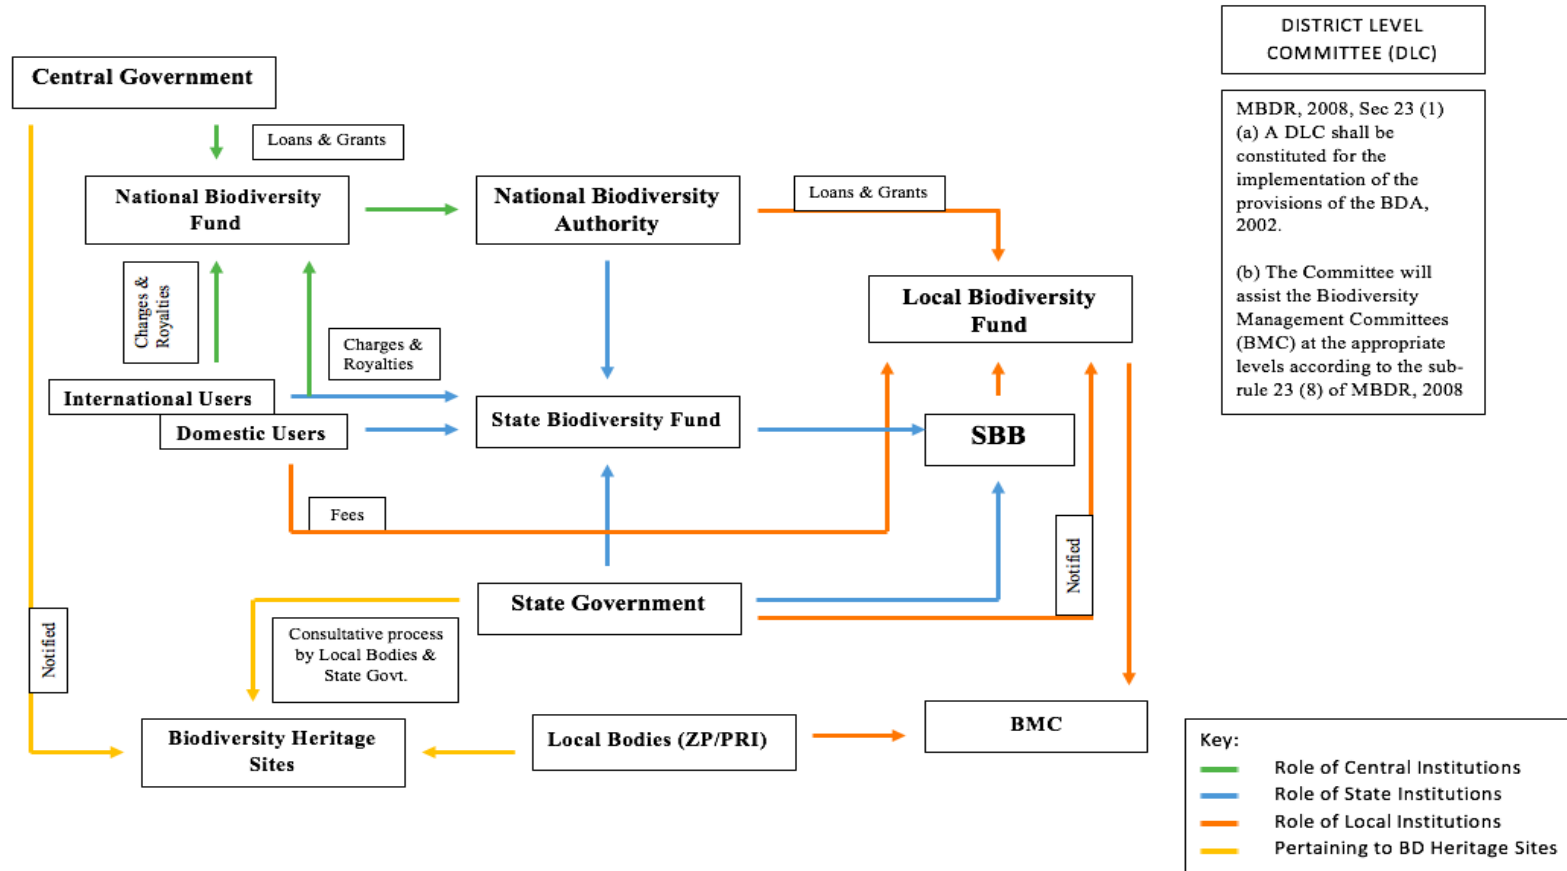 DISTRICT LEVEL
COMMITTEE (DLC)
Central Government
MBDR, 2008, Sec 23 (1)
(a) A DLC shall be
constituted for the
implementation of the
provisions of the BDA,
2002.
(b) The Committee will
assist the Biodiversity
Management Committees
(BMC) at the appropriate
levels according to the sub-
rule 23 (8) of MBDR, 2008
Loans & Grants
National Biodiversity
Fund
National Biodiversity
Authority
Loans & Grants
Local Biodiversity
Fund
Charges &
Royalties
Charges &
Royalties
International Users
Domestic Users
State Biodiversity Fund
SBB
Fees
Notified
State Government
Notified
Consultative process
by Local Bodies &
State Govt.
Biodiversity Heritage
Sites
Local Bodies (ZP/PRI)
BMC
Key:
Role of Central Institutions
Role of State Institutions
Role of Local Institutions
Pertaining to BD Heritage Sites